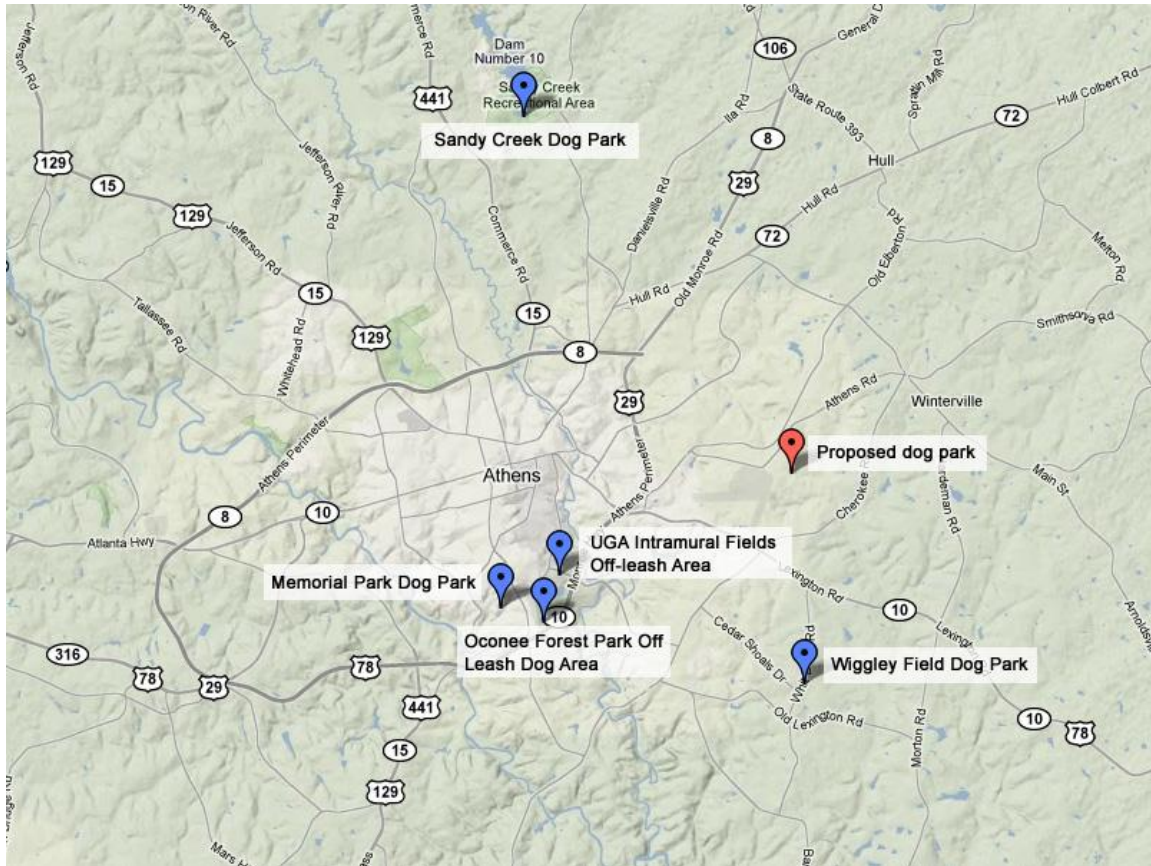 Jefferson Rd
on River Rd
Commerce Rd
Dam
Number 10
106
General D
441
Sandy Creek
Recreational Area
Ila Rd
State Route 393
Spratlin Mill Rd
Hull Colbert Rd
72
Sandy Creek Dog Park
8
129
15
Jefferson River Rd
Hull
29
129
Danielsville Rd
Hull Rd
72
Commerce Rd
Jefferson Rd
Old Elberton Rd
Melton Rd
Old Monroe Rd
15
Tallassee Rd
Hull Rd
15
Smithsonia Rd
129
Whitehead Rd
8
Athens Rd
Winterville
29
Athens Perimeter
Proposed dog park
Athens
Athens Perimeter
Cherokee R
Main St
8
10
Atlanta Hwy
UGA Intramural Fields
Off-leash Area
Memorial Park Dog Park
Lexington Rd
10
10
Oconee Forest Park Off
Leash Dog Area
Cedar Shoals Dr
Wiggley Field Dog Park
316
78
78
29
441
Old Lexington Rd
Morton Rd
10
78
15
129
Mars H